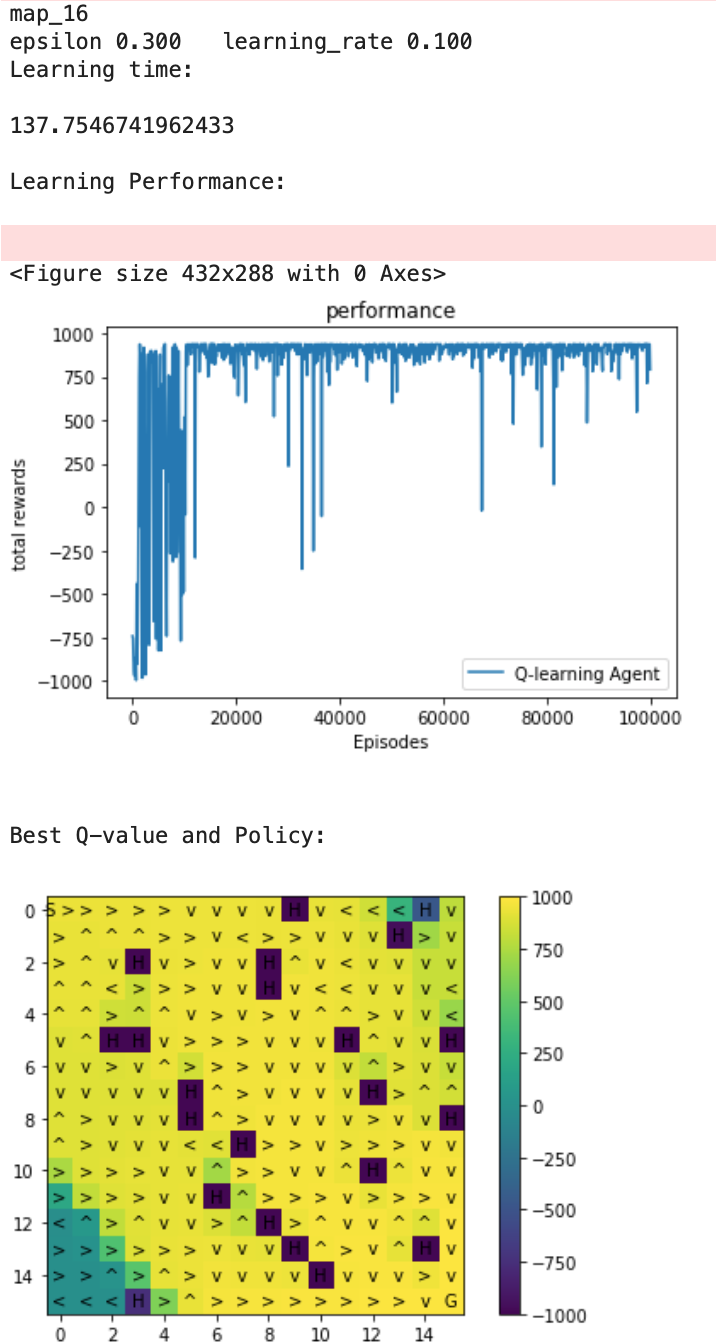 map_16
epsilon 0.300   learning_rate 0.100
Learning time:
137.7546741962433
Learning Performance:
<Figure size 432x288 with 0 Axes>
performance
1000
750
500
250
0
−250
−500
−750
−1000
total rewards
Q-learning Agent
0 20000 40000 60000 80000 100000
Episodes
Best Q-value and Policy:
0 S> > > > > v v v v H v < < < H v
> ^ ^ ^ > > v < > > v v v H > v
2 > ^ v H v > v v H ^ v < v v v v
^ ^ < > > > v v H v < < v v v <
4 ^ ^ > ^ ^ v > v > v ^ ^ > v v <
v ^ H H v > > > v v v H ^ v v H
6 v v > v ^ > > > v v v v ^ > v v
v v v v v H ^ > v v v v H > ^ ^
8 ^ > v v v H ^ > v v v v > v v H
^ > v v v < < H > > v > > > v v
10 > > > > v v ^ > > v v ^ H ^ v v
> > > > v v H ^ > > > v > > > v
12 < ^ > ^ v v > ^ H > ^ v v ^ ^ v
> > > > > > v v v H ^ > v ^ H v
14 > > ^ > ^ > v v v v H v v v > v
< < < H > ^ > > > > > > > > v G
0 2 4 6 8 10 12 14
1000
750
500
250
0
−250
−500
−750
−1000